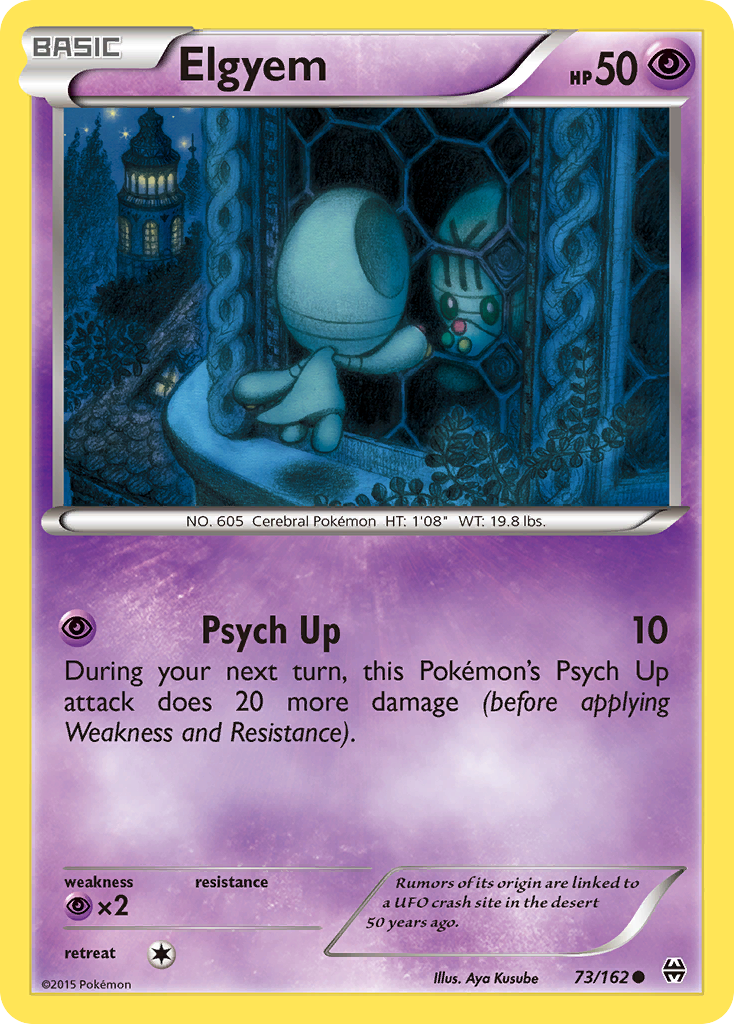 BASIC
Elgyem
HP 50
NO. 605 Cerebral Pokémon HT: 1'08" WT: 19.8 lbs.
Psych Up 10
During your next turn, this Pokémon's Psych Up
attack does 20 more damage (before applying
Weakness and Resistance).
weakness resistance
×2
retreat
Rumors of its origin are linked to
a UFO crash site in the desert
50 years ago.
©2015 Pokémon
Illus. Aya Kusube
73/162